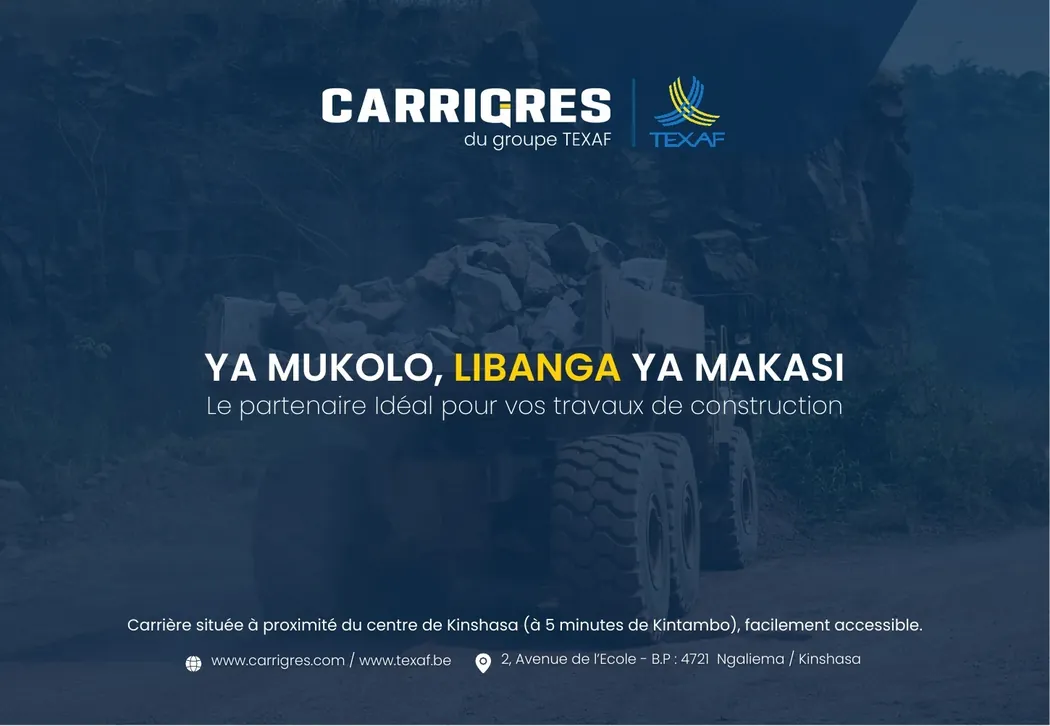 CARRIGRES
du groupe TEXAF
TEXAF
YA MUKOLO, LIBANGA YA MAKASI
Le partenaire Idéal pour vos travaux de construction
Carrière située à proximité du centre de Kinshasa (à 5 minutes de Kintambo), facilement accessible.
www.carrigres.com / www.texaf.be
2, Avenue de l’Ecole - B.P : 4721 Ngaliema / Kinshasa